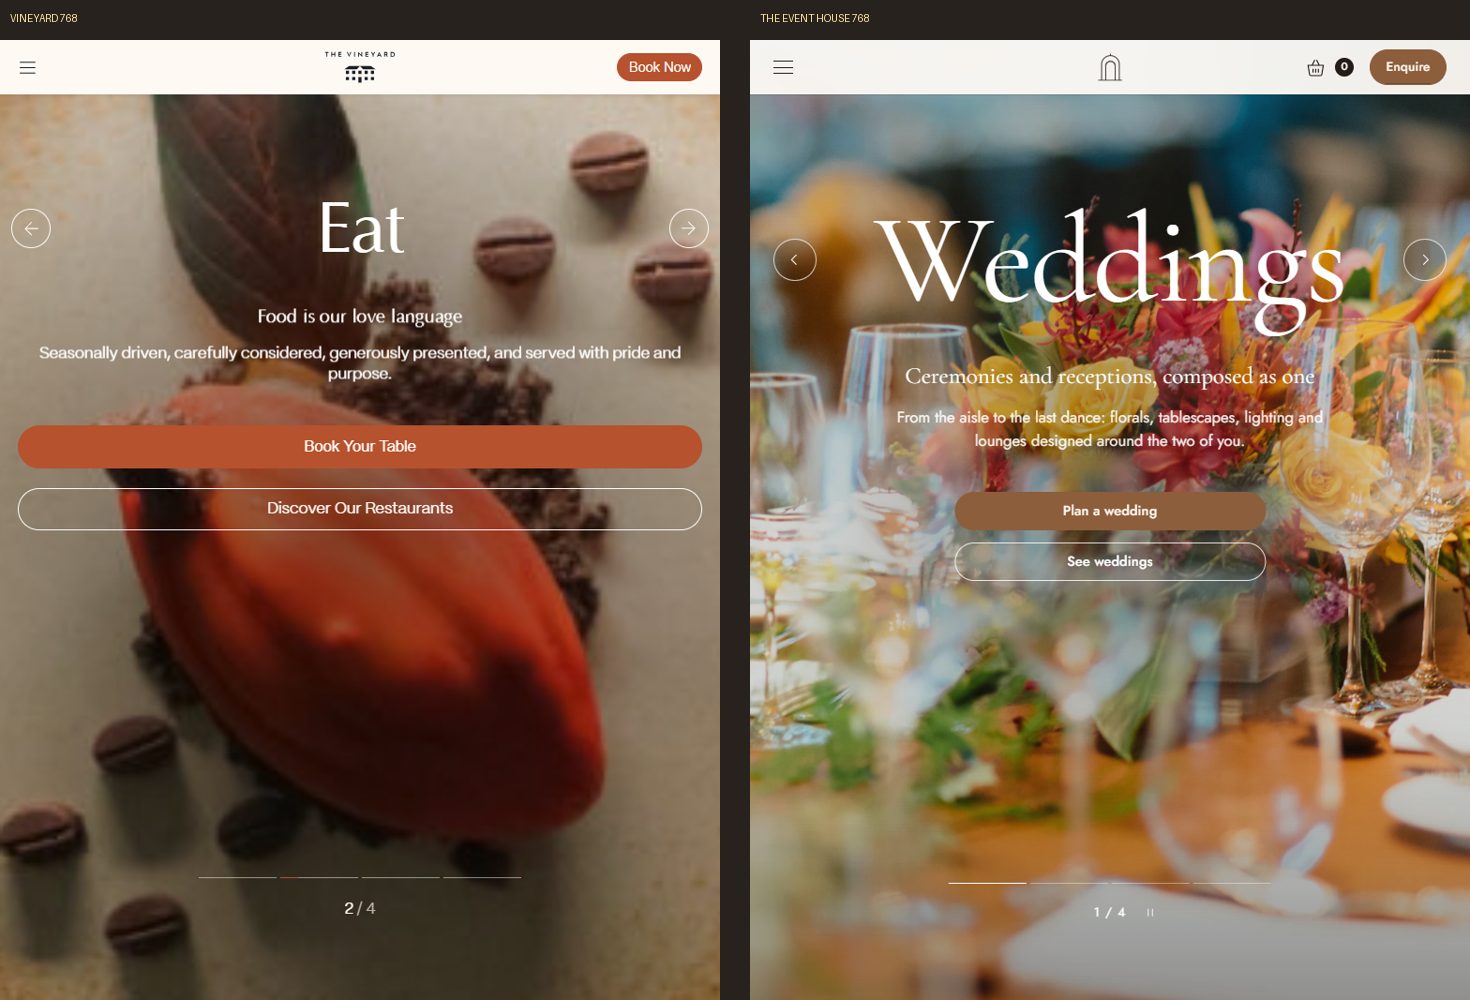 VINEYARD 768
THE VINEYARD
Book Now
Eat
Food is our love language
Seasonally driven, carefully considered, generously presented, and served with pride and
purpose.
Book Your Table
Discover Our Restaurants
2 / 4
THE EVENT HOUSE 768
0
Enquire
Weddings
Ceremonies and receptions, composed as one
From the aisle to the last dance: florals, tablescapes, lighting and
lounges designed around the two of you.
Plan a wedding
See weddings
1 / 4